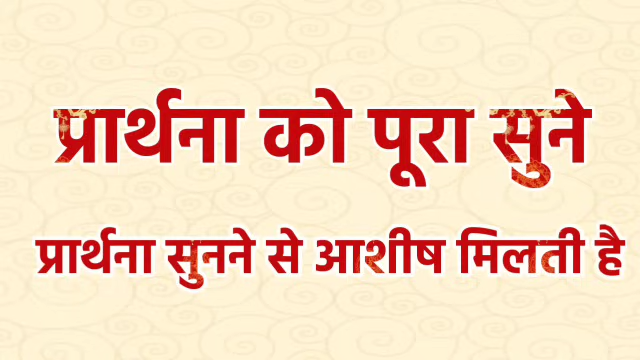 प्रार्थना को पूरा सुने
प्रार्थना सुनने से आशीष मिलती है